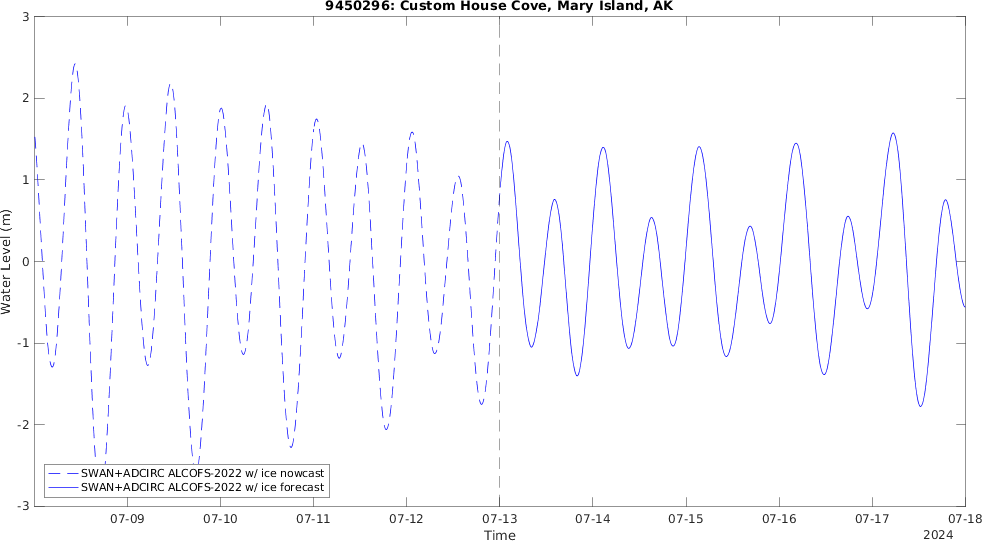 9450296: Custom House Cove, Mary Island, AK
3
2
1
0
-1
-2
-3
Water Level (m)
SWAN+ADCIRC ALCOFS-2022 w/ ice nowcast
SWAN+ADCIRC ALCOFS-2022 w/ ice forecast
07-09 07-10 07-11 07-12 07-13 07-14 07-15 07-16 07-17 07-18
Time
2024